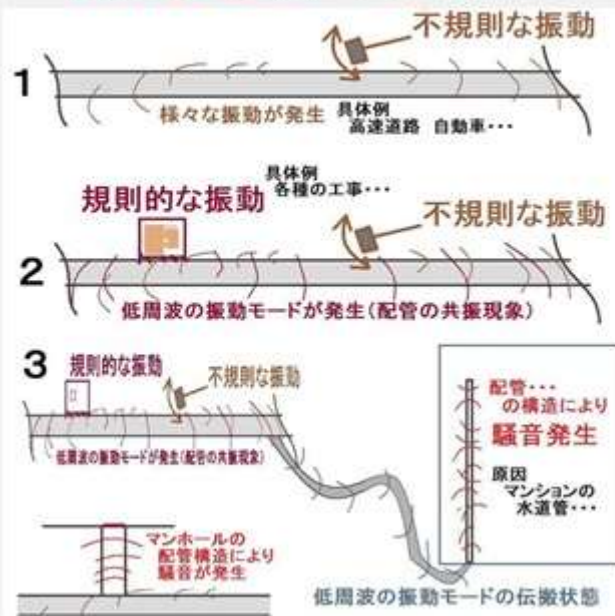 不規則な振動
1
様々な振動が発生
具体例
高速道路 自動車・・・
具体例
各種の工事・・・
規則的な振動
不規則な振動
2
低周波の振動モードが発生(配管の共振現象)
3
規則的な振動
不規則な振動
低周波の振動モードが発生(配管の共振現象)
配管・・・
の構造により
騒音発生
原因
マンションの
水道管・・・
マンホールの
配管構造により
騒音が発生
低周波の振動モードの伝搬状態